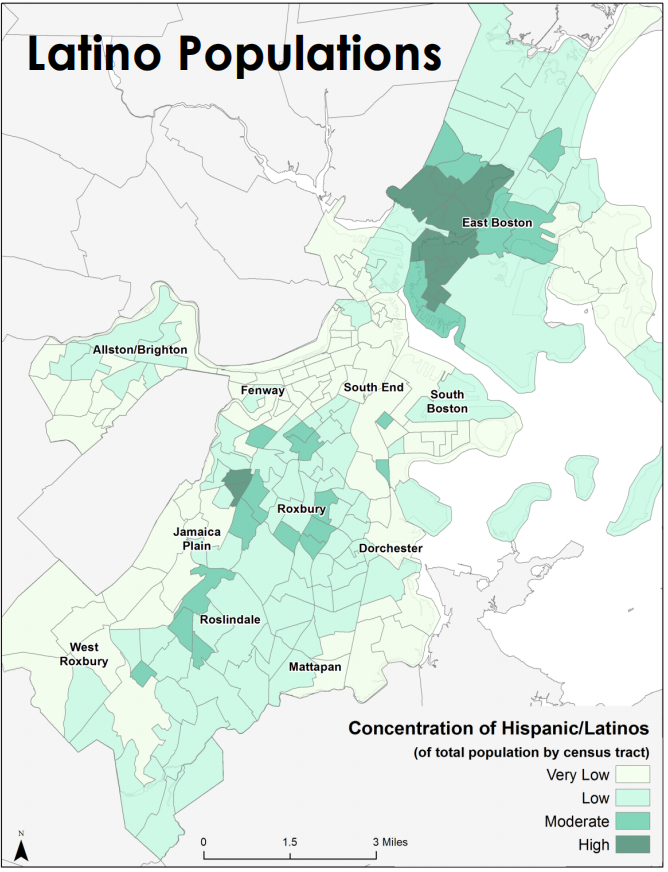 Latino Populations
East Boston
Allston/Brighton
Fenway
South End
South
Boston
Roxbury
Jamaica
Plain
Dorchester
Roslindale
West
Roxbury
Mattapan
Concentration of Hispanic/Latinos
(of total population by census tract)
Very Low
Low
Moderate
High
N
0 1.5 3 Miles